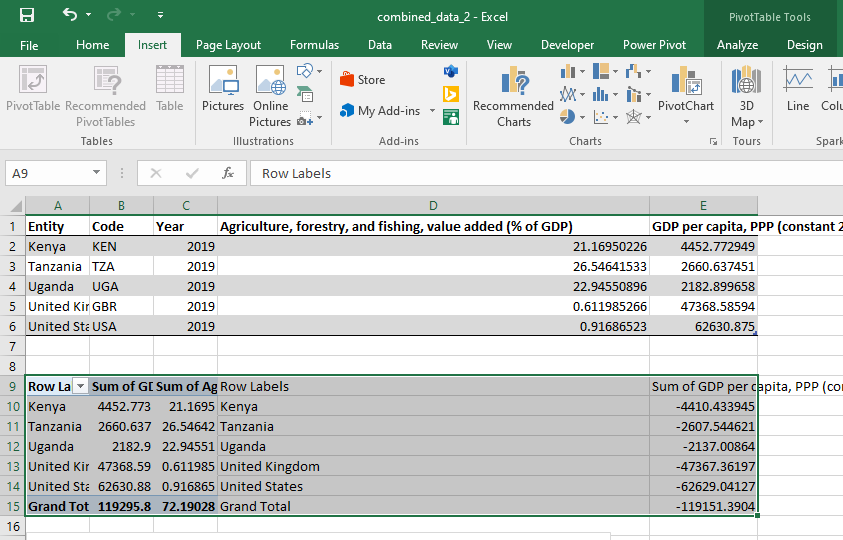 combined_data_2 - Excel
PivotTable Tools
File Home Insert Page Layout Formulas Data Review View Developer Power Pivot Analyze Design
PivotTable Recommended PivotTables Table
Tables
Pictures Online Pictures
Illustrations
Store
My Add-ins
Add-ins
Recommended Charts
PivotChart
Charts
3D Map
Tours
Line Colu
Spark
A9 fx Row Labels
A B C D E
1 Entity Code Year Agriculture, forestry, and fishing, value added (% of GDP) GDP per capita, PPP (constant 2
2 Kenya KEN 2019 21.16950226 4452.772949
3 Tanzania TZA 2019 26.54641533 2660.637451
4 Uganda UGA 2019 22.94550896 2182.899658
5 United Kin GBR 2019 0.611985266 47368.58594
6 United Sta USA 2019 0.91686523 62630.875
7
8
9 Row La Sum of GD Sum of Ag Row Labels Sum of GDP per capita, PPP (con
10 Kenya 4452.773 21.1695 Kenya -4410.433945
11 Tanzania 2660.637 26.54642 Tanzania -2607.544621
12 Uganda 2182.9 22.94551 Uganda -2137.00864
13 United Kin 47368.59 0.611985 United Kingdom -47367.36197
14 United Sta 62630.88 0.916865 United States -62629.04127
15 Grand Tot 119295.8 72.19028 Grand Total -119151.3904
16